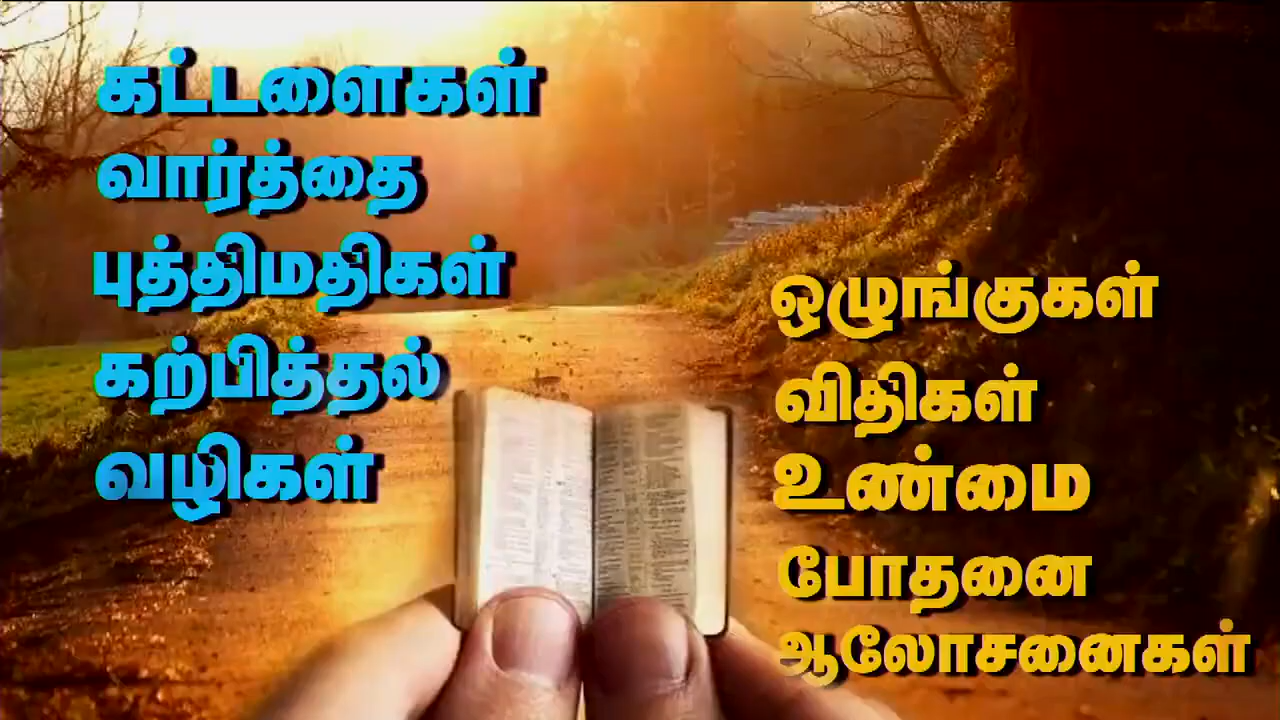 கட்டளைகள்
வார்த்தை
புத்திமதிகள்
கற்பித்தல்
வழிகள்
ஒழுங்குகள்
விதிகள்
உண்மை
போதனை
ஆலோசனைகள்